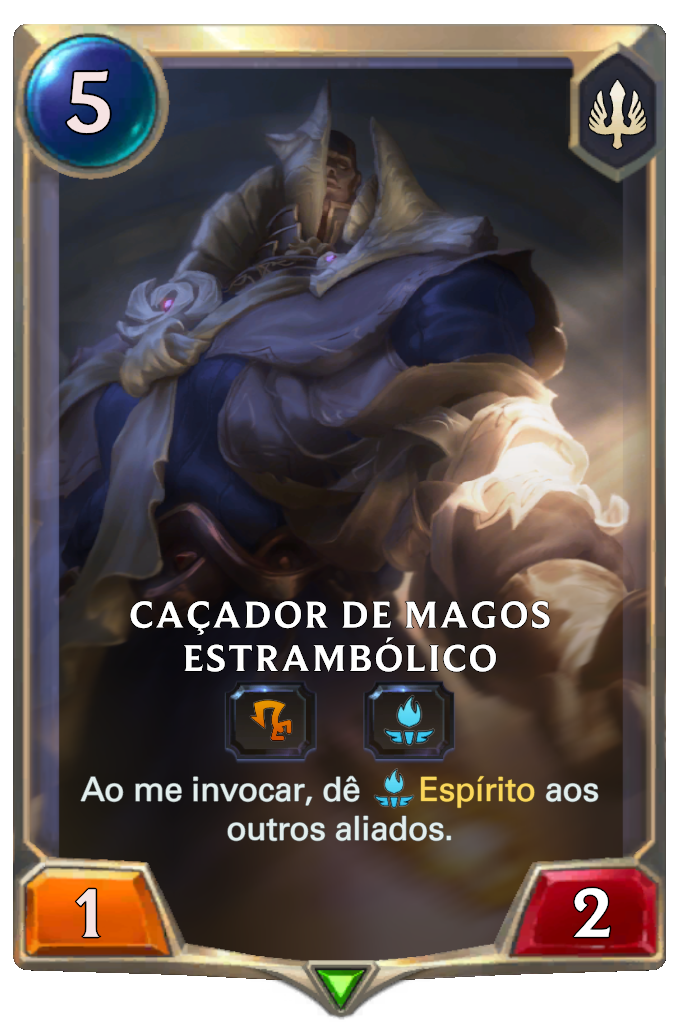 5
CAÇADOR DE MAGOS
ESTRAMBÓLICO
Ao me invocar, dê Espírito aos
outros aliados.
1
2